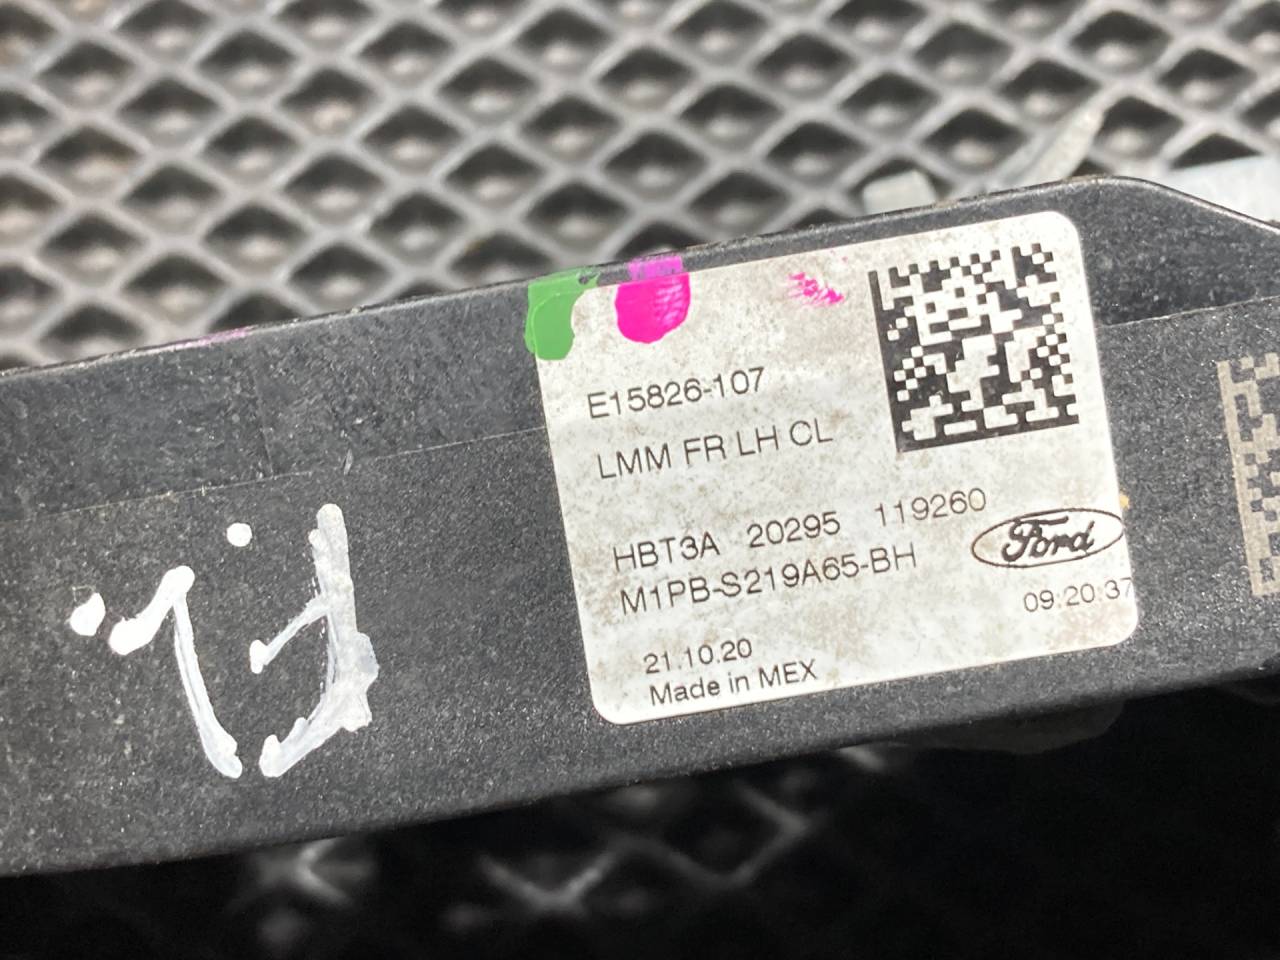 E15826-107
LMM FR LH CL
HBT3A 20295 119260
M1PB-S219A65-BH
Ford
09:20:37
21.10.20
Made in MEX